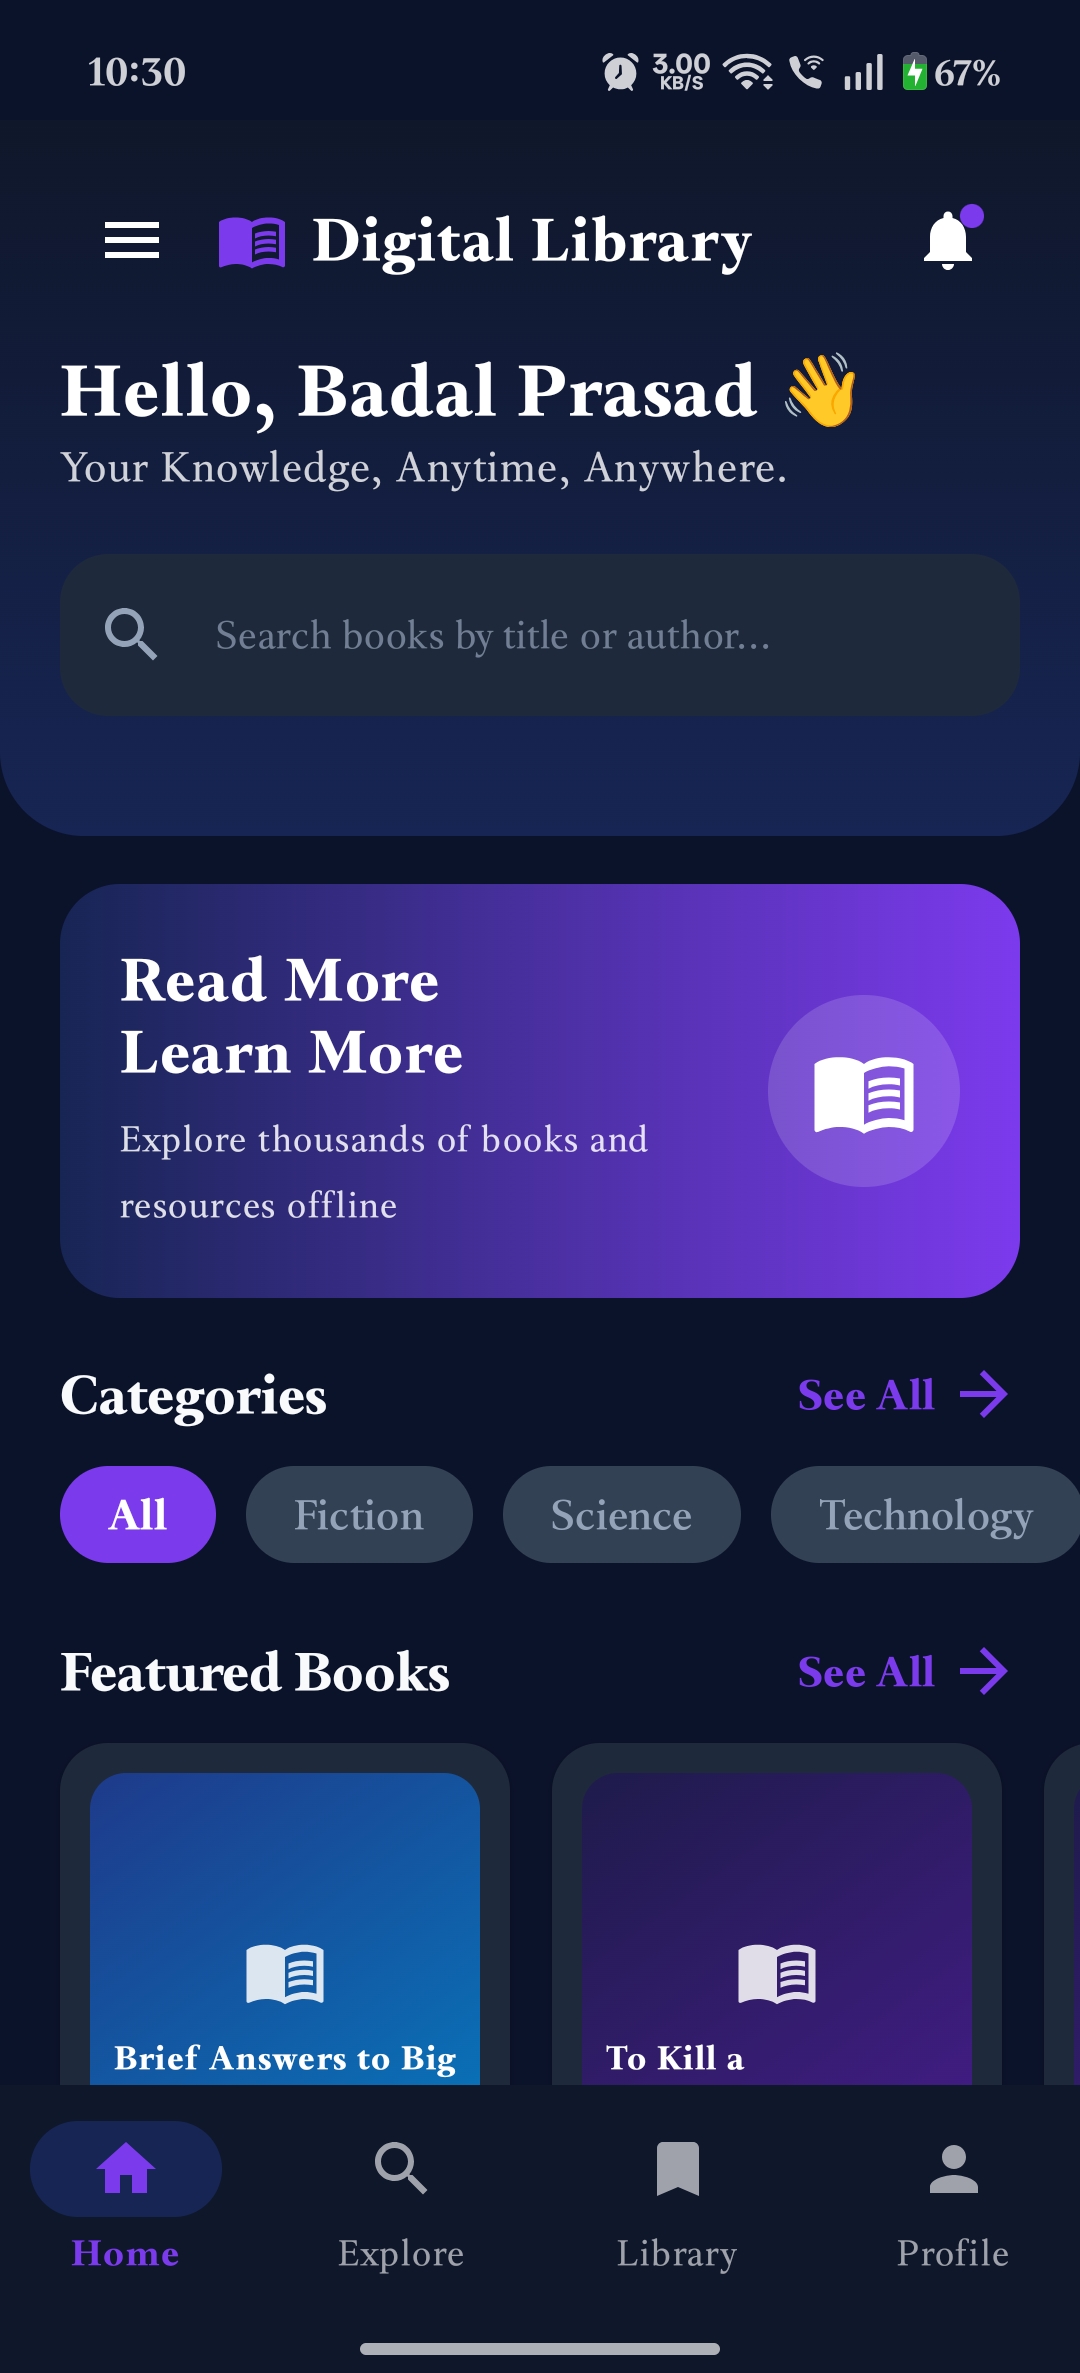 10:30
3.00
KB/S
67%
Digital Library
Hello, Badal Prasad 👋
Your Knowledge, Anytime, Anywhere.
Search books by title or author...
Read More
Learn More
Explore thousands of books and
resources offline
Categories
See All
All
Fiction
Science
Technology
Featured Books
See All
Brief Answers to Big
To Kill a
Home
Explore
Library
Profile